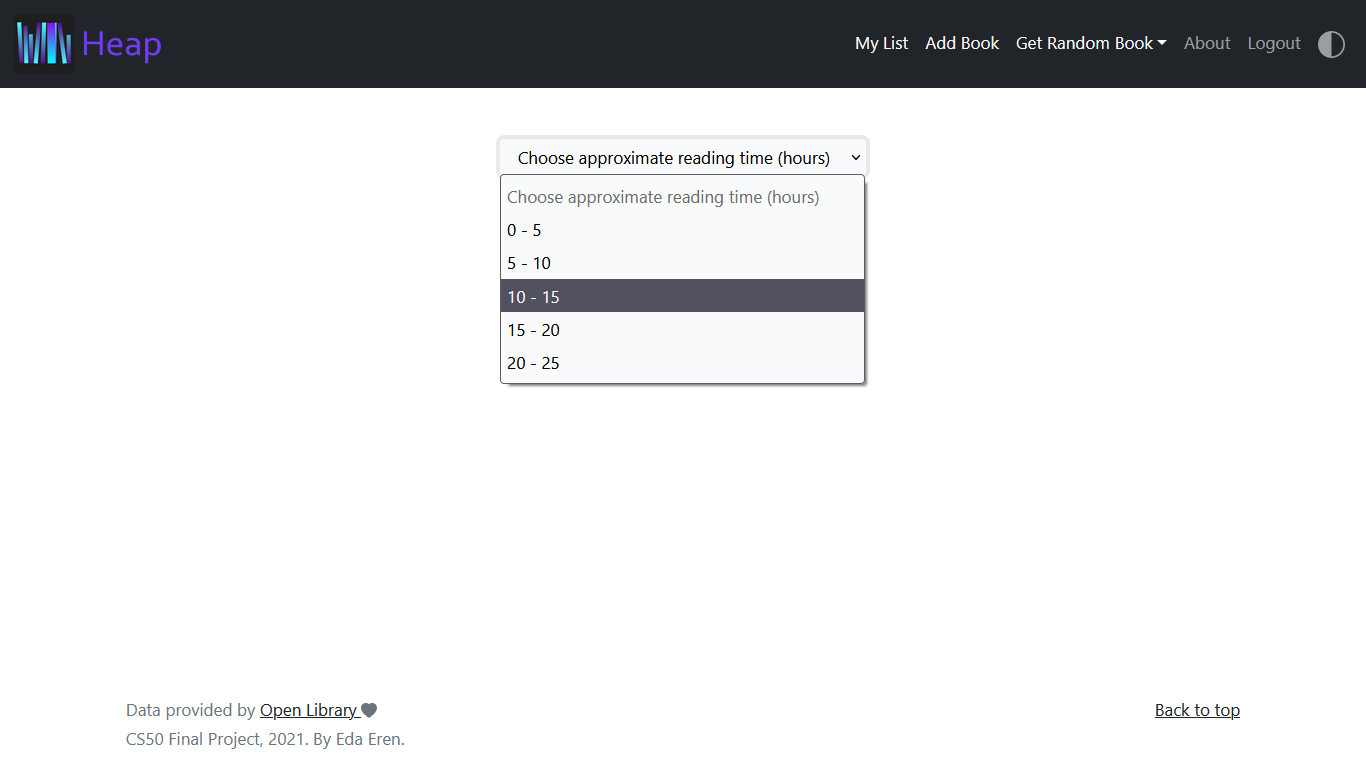 Heap
My List Add Book Get Random Book About Logout
Choose approximate reading time (hours)
Choose approximate reading time (hours)
0 - 5
5 - 10
10 - 15
15 - 20
20 - 25
Data provided by Open Library
Back to top
CS50 Final Project, 2021. By Eda Eren.